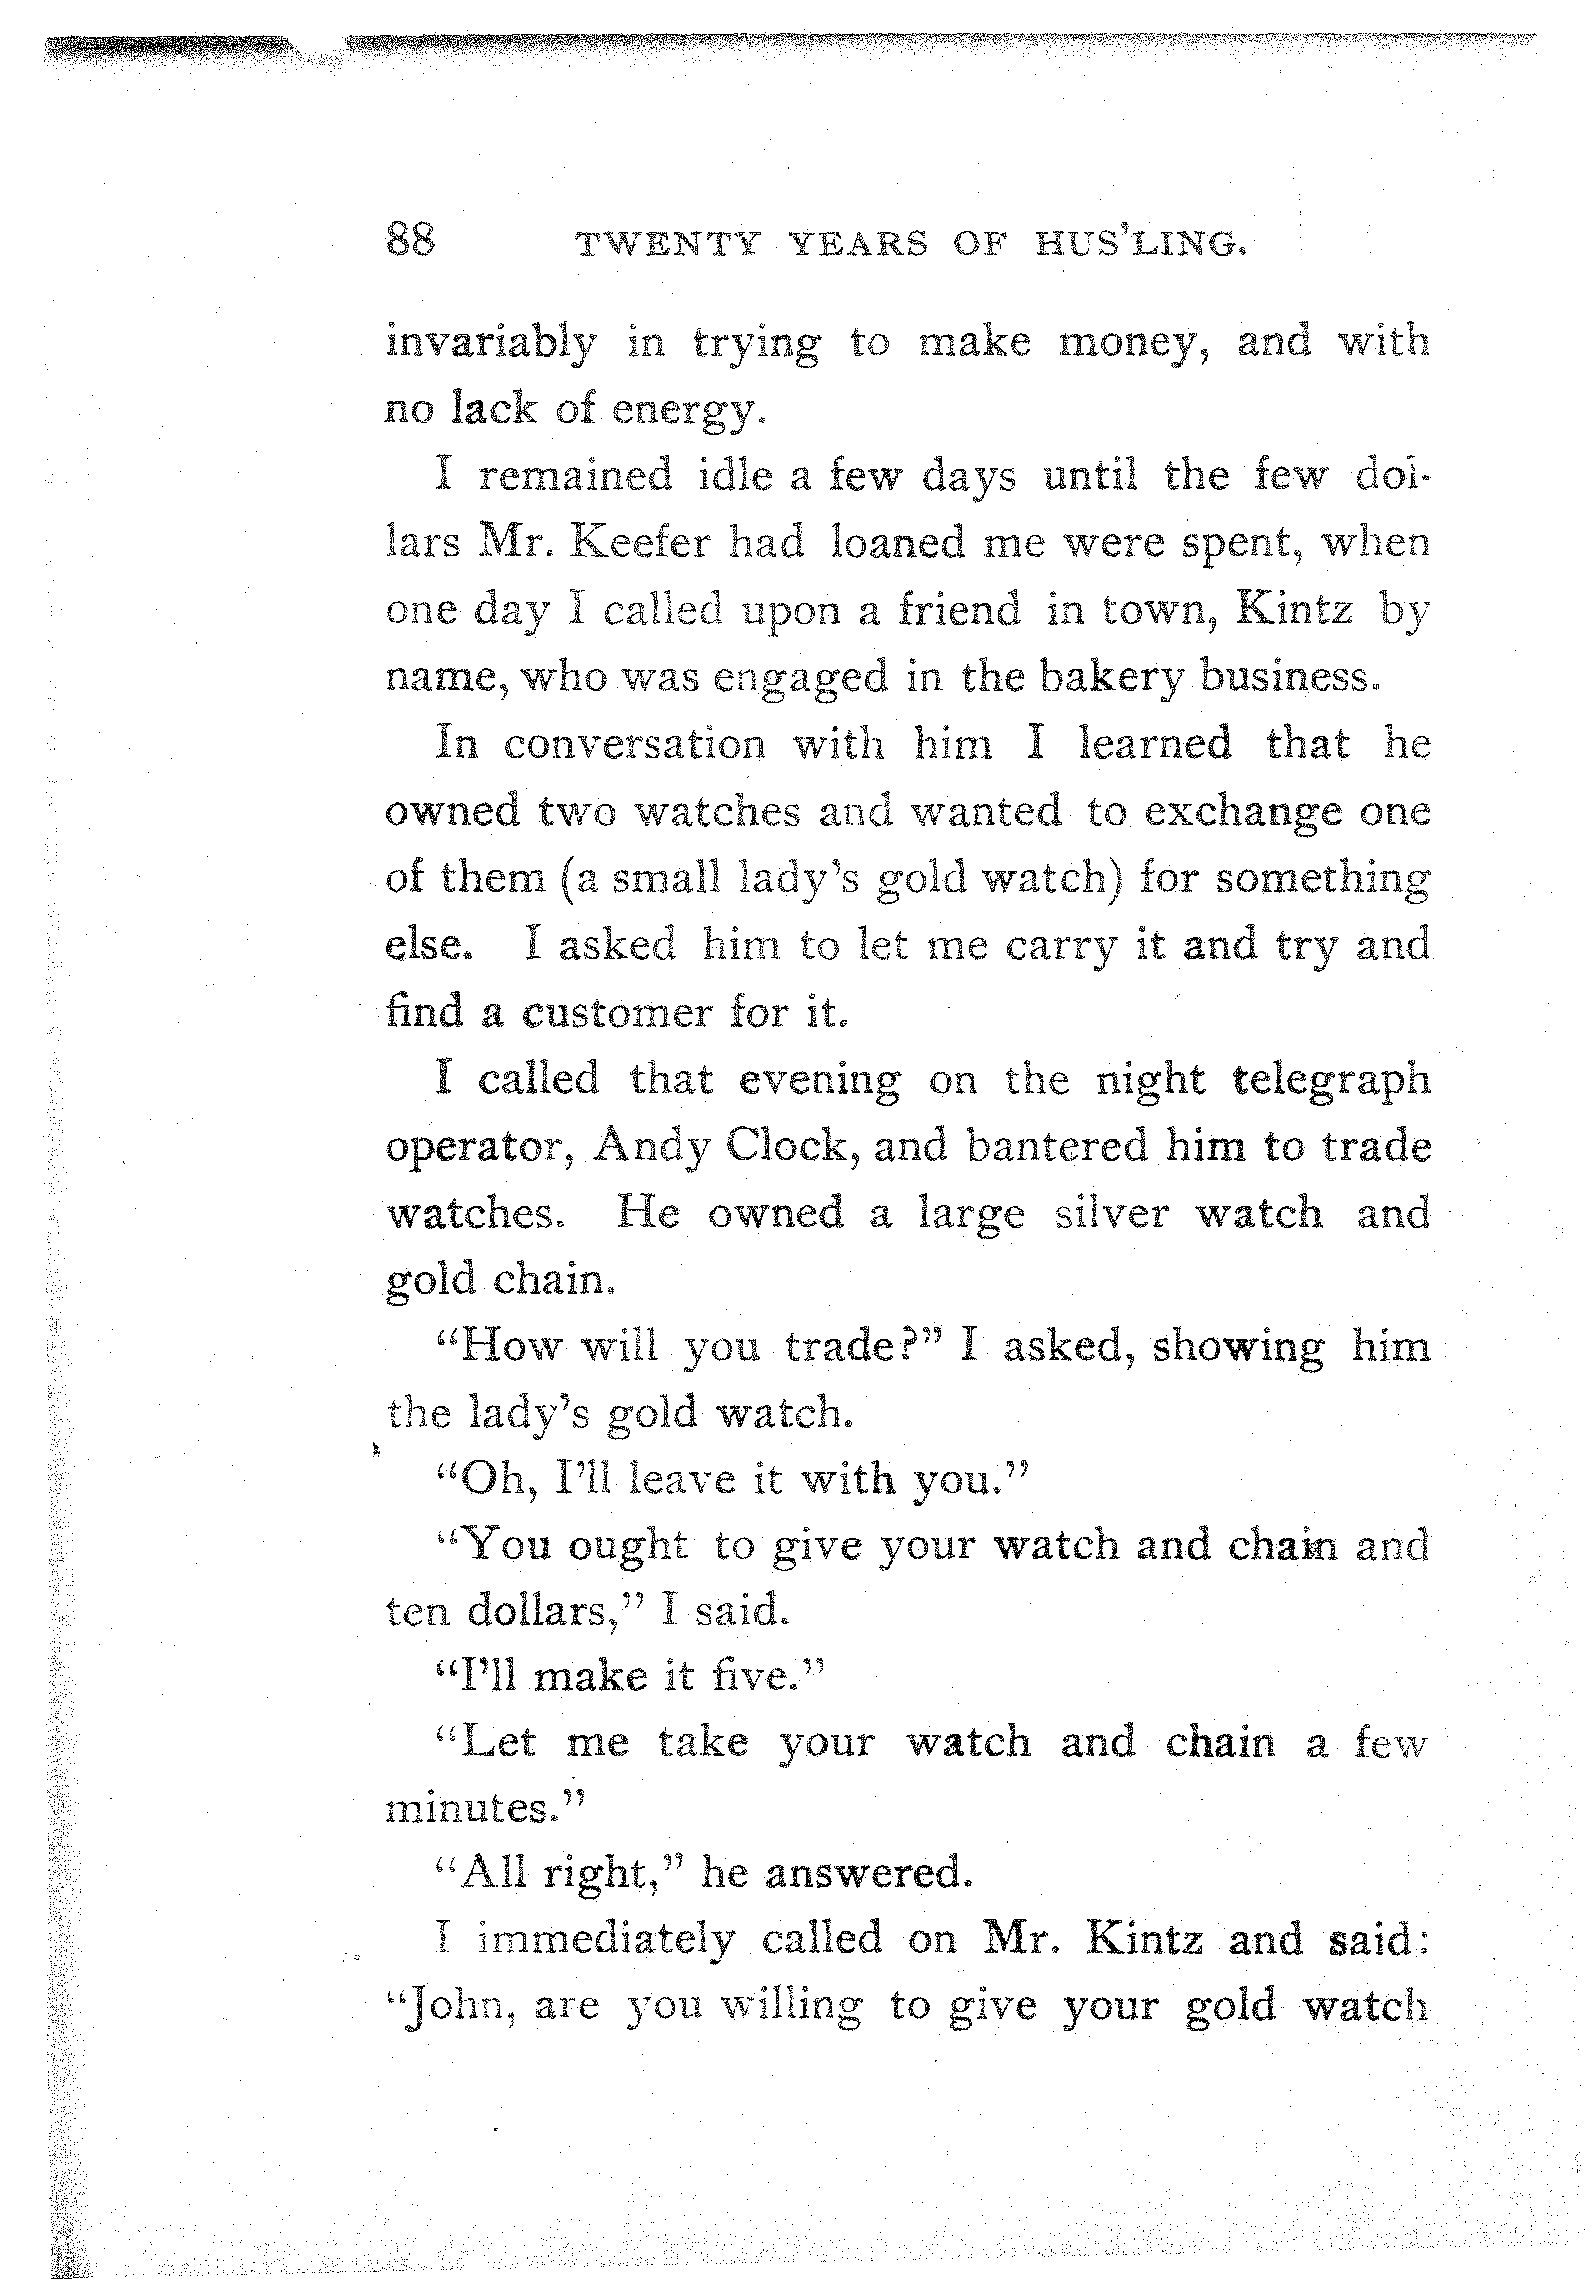 88 TWENTY YEARS OF HUS'LING.
invariably in trying to make money, and with
no lack of energy.
I remained idle a few days until the few dol-
lars Mr. Keefer had loaned me were spent, when
one day I called upon a friend in town, Kintz by
name, who was engaged in the bakery business.
In conversation with him I learned that he
owned two watches and wanted to exchange one
of them (a small lady's gold watch) for something
else. I asked him to let me carry it and try and
find a customer for it.
I called that evening on the night telegraph
operator, Andy Clock, and bantered him to trade
watches. He owned a large silver watch and
gold chain.
"How will you trade?" I asked, showing him
the lady's gold watch.
"Oh, I'll leave it with you."
"You ought to give your watch and chain and
ten dollars," I said.
"I'll make it five."
"Let me take your watch and chain a few
minutes."
"All right," he answered.
I immediately called on Mr. Kintz and said:
"John, are you willing to give your gold watch